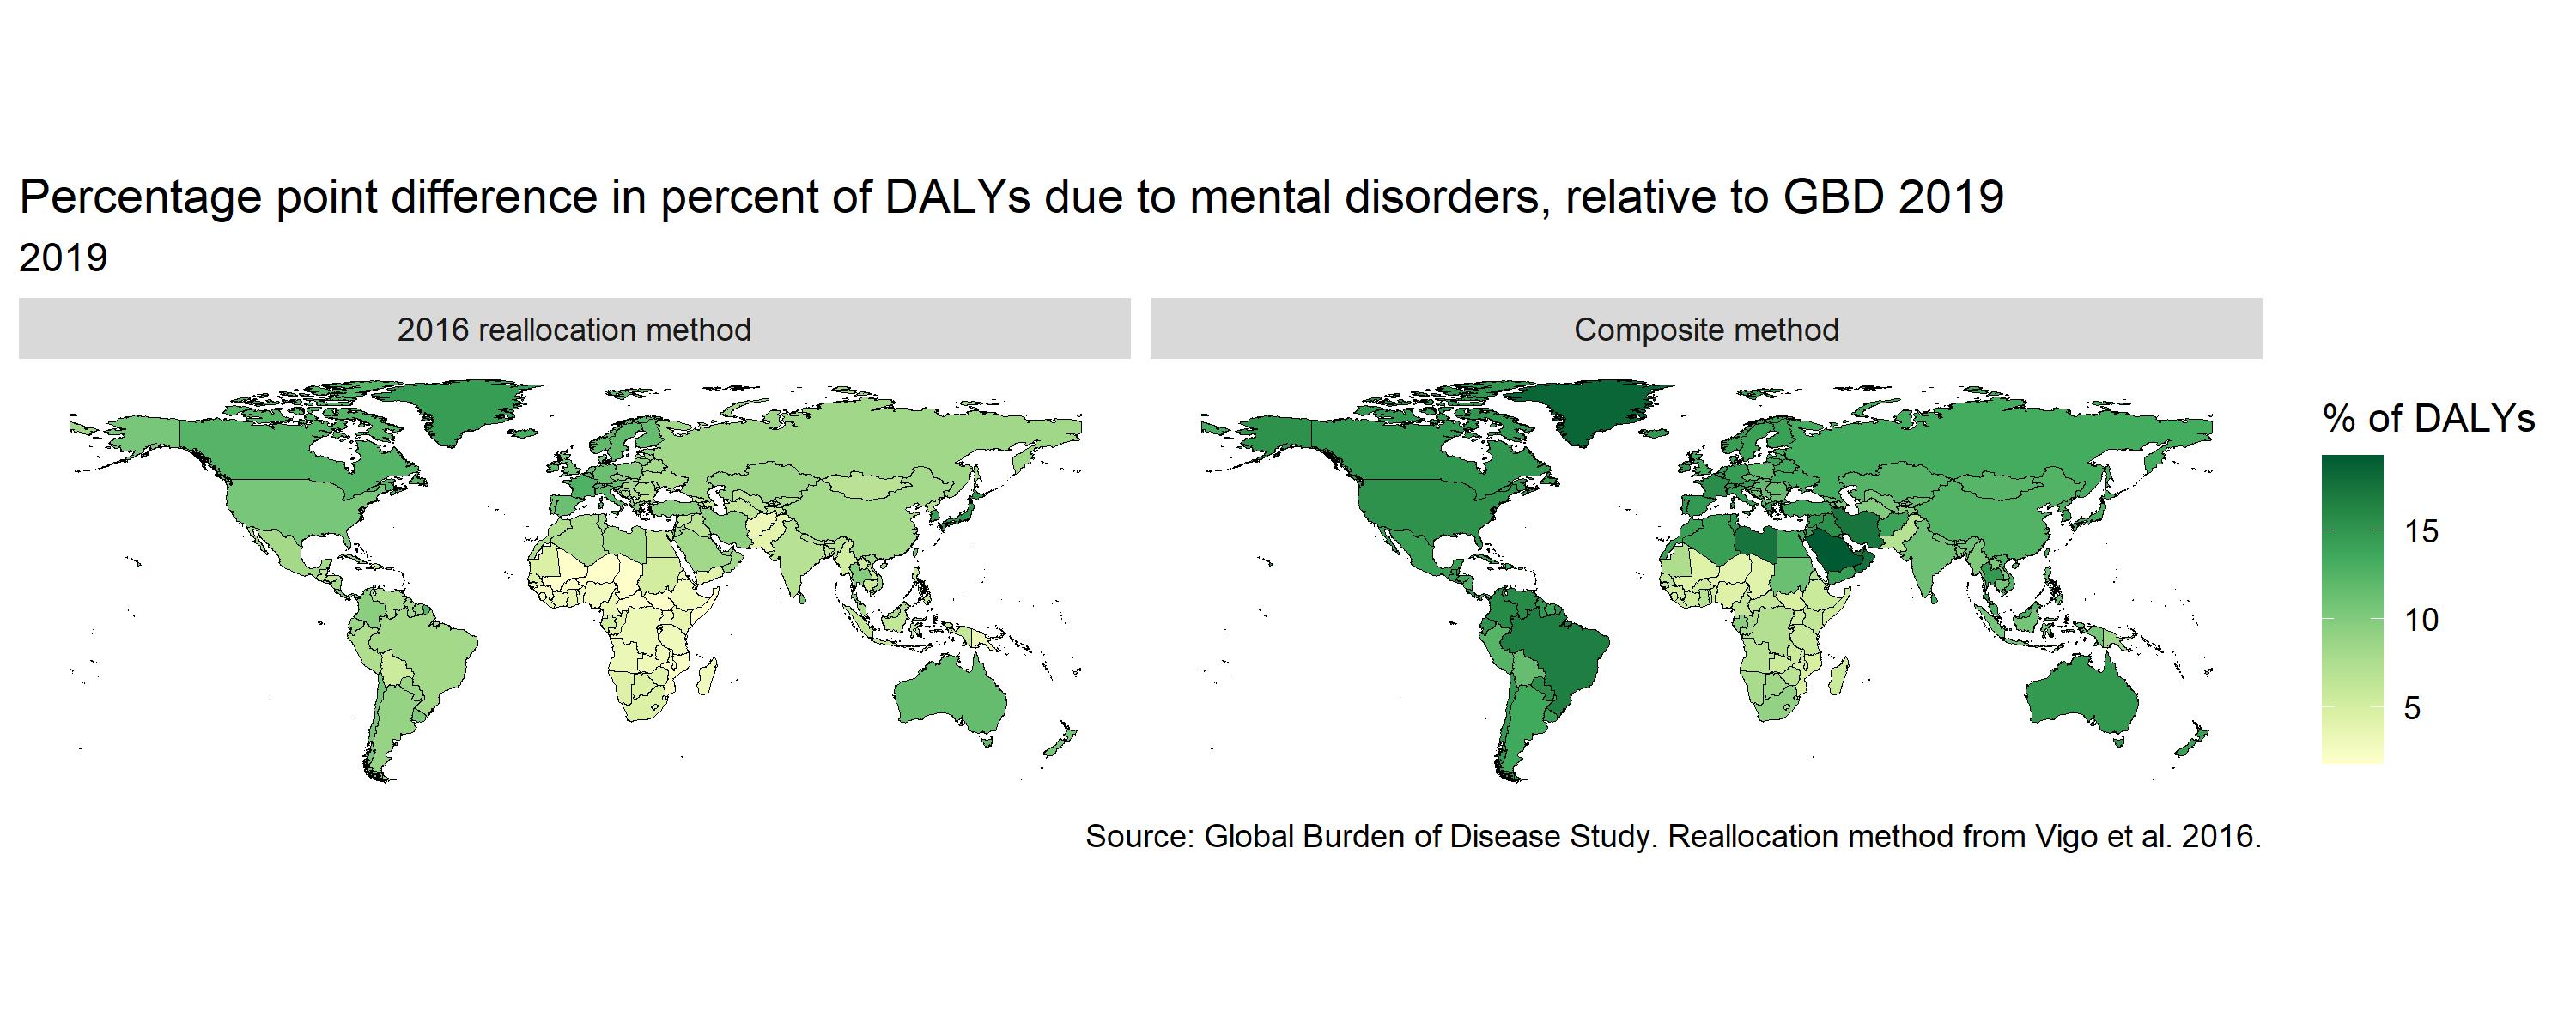 Percentage point difference in percent of DALYs due to mental disorders, relative to GBD 2019
2019
2016 reallocation method
Composite method
% of DALYs
15
10
5
Source: Global Burden of Disease Study. Reallocation method from Vigo et al. 2016.